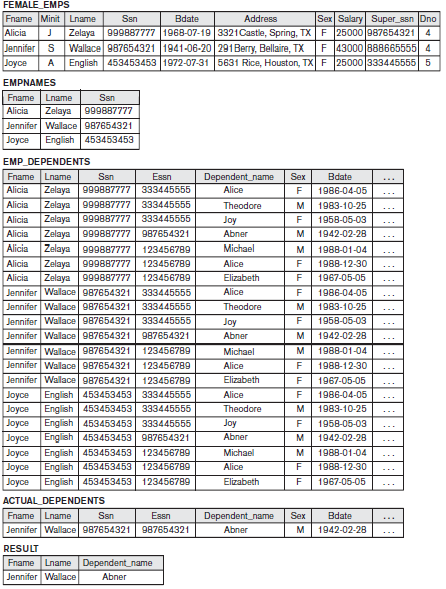 FEMALE_EMPS
Fname Minit Lname Ssn Bdate Address Sex Salary Super_ssn Dno
Alicia J Zelaya 999887777 1968-07-19 3321Castle, Spring, TX F 25000 987654321 4
Jennifer S Wallace 987654321 1941-06-20 291Berry, Bellaire, TX F 43000 888665555 4
Joyce A English 453453453 1972-07-31 5631 Rice, Houston, TX F 25000 333445555 5
EMPNAMES
Fname Lname Ssn
Alicia Zelaya 999887777
Jennifer Wallace 987654321
Joyce English 453453453
EMP_DEPENDENTS
Fname Lname Ssn Essn Dependent_name Sex Bdate ...
Alicia Zelaya 999887777 333445555 Alice F 1986-04-05 ...
Alicia Zelaya 999887777 333445555 Theodore M 1983-10-25 ...
Alicia Zelaya 999887777 333445555 Joy F 1958-05-03 ...
Alicia Zelaya 999887777 987654321 Abner M 1942-02-28 ...
Alicia Zelaya 999887777 123456789 Michael M 1988-01-04 ...
Alicia Zelaya 999887777 123456789 Alice F 1988-12-30 ...
Alicia Zelaya 999887777 123456789 Elizabeth F 1967-05-05 ...
Jennifer Wallace 987654321 333445555 Alice F 1986-04-05 ...
Jennifer Wallace 987654321 333445555 Theodore M 1983-10-25 ...
Jennifer Wallace 987654321 333445555 Joy F 1958-05-03 ...
Jennifer Wallace 987654321 987654321 Abner M 1942-02-28 ...
Jennifer Wallace 987654321 123456789 Michael M 1988-01-04 ...
Jennifer Wallace 987654321 123456789 Alice F 1988-12-30 ...
Jennifer Wallace 987654321 123456789 Elizabeth F 1967-05-05 ...
Joyce English 453453453 333445555 Alice F 1986-04-05 ...
Joyce English 453453453 333445555 Theodore M 1983-10-25 ...
Joyce English 453453453 333445555 Joy F 1958-05-03 ...
Joyce English 453453453 987654321 Abner M 1942-02-28 ...
Joyce English 453453453 123456789 Michael M 1988-01-04 ...
Joyce English 453453453 123456789 Alice F 1988-12-30 ...
Joyce English 453453453 123456789 Elizabeth F 1967-05-05 ...
ACTUAL_DEPENDENTS
Fname Lname Ssn Essn Dependent_name Sex Bdate ...
Jennifer Wallace 987654321 987654321 Abner M 1942-02-28 ...
RESULT
Fname Lname Dependent_name
Jennifer Wallace Abner